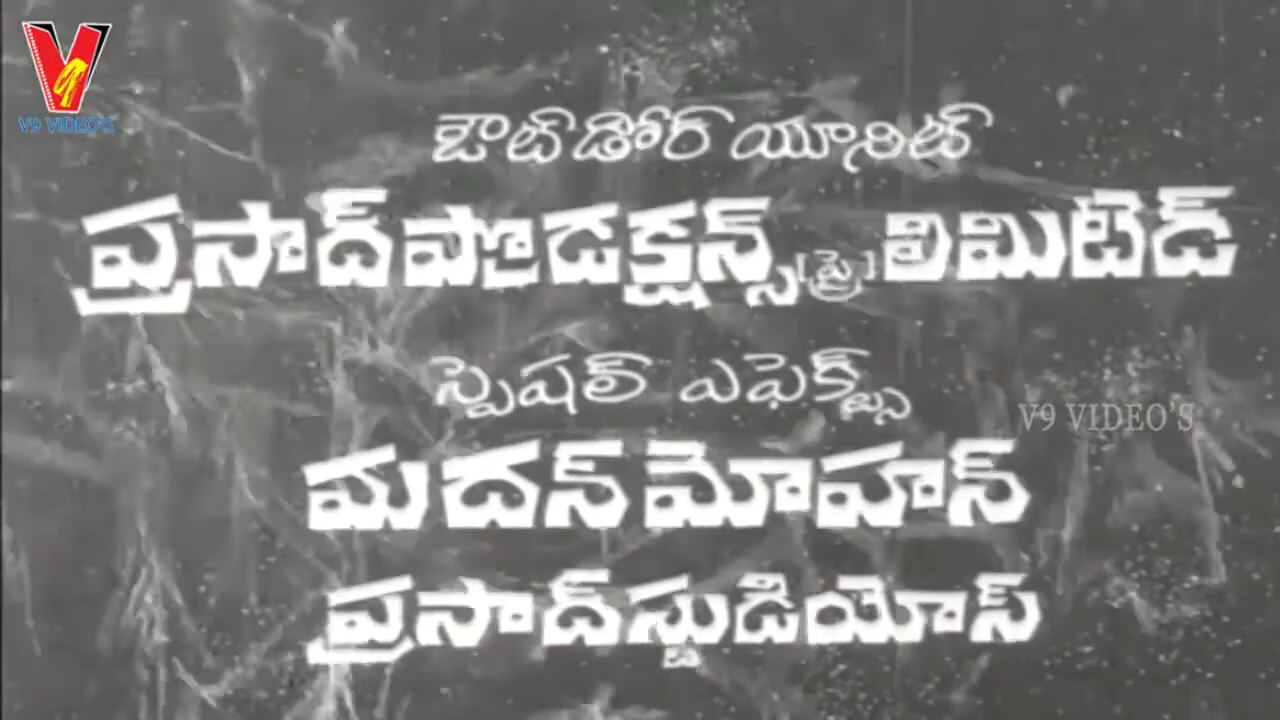 V9 VIDEO'S
ఔట్ డోర్ యూనిట్
ప్రసాద్ ప్రొడక్షన్స్ (ప్రై) లిమిటెడ్
స్పెషల్ ఎఫెక్ట్స్
V9 VIDEO'S
మదన్ మోహన్
ప్రసాద్ స్టుడియోస్